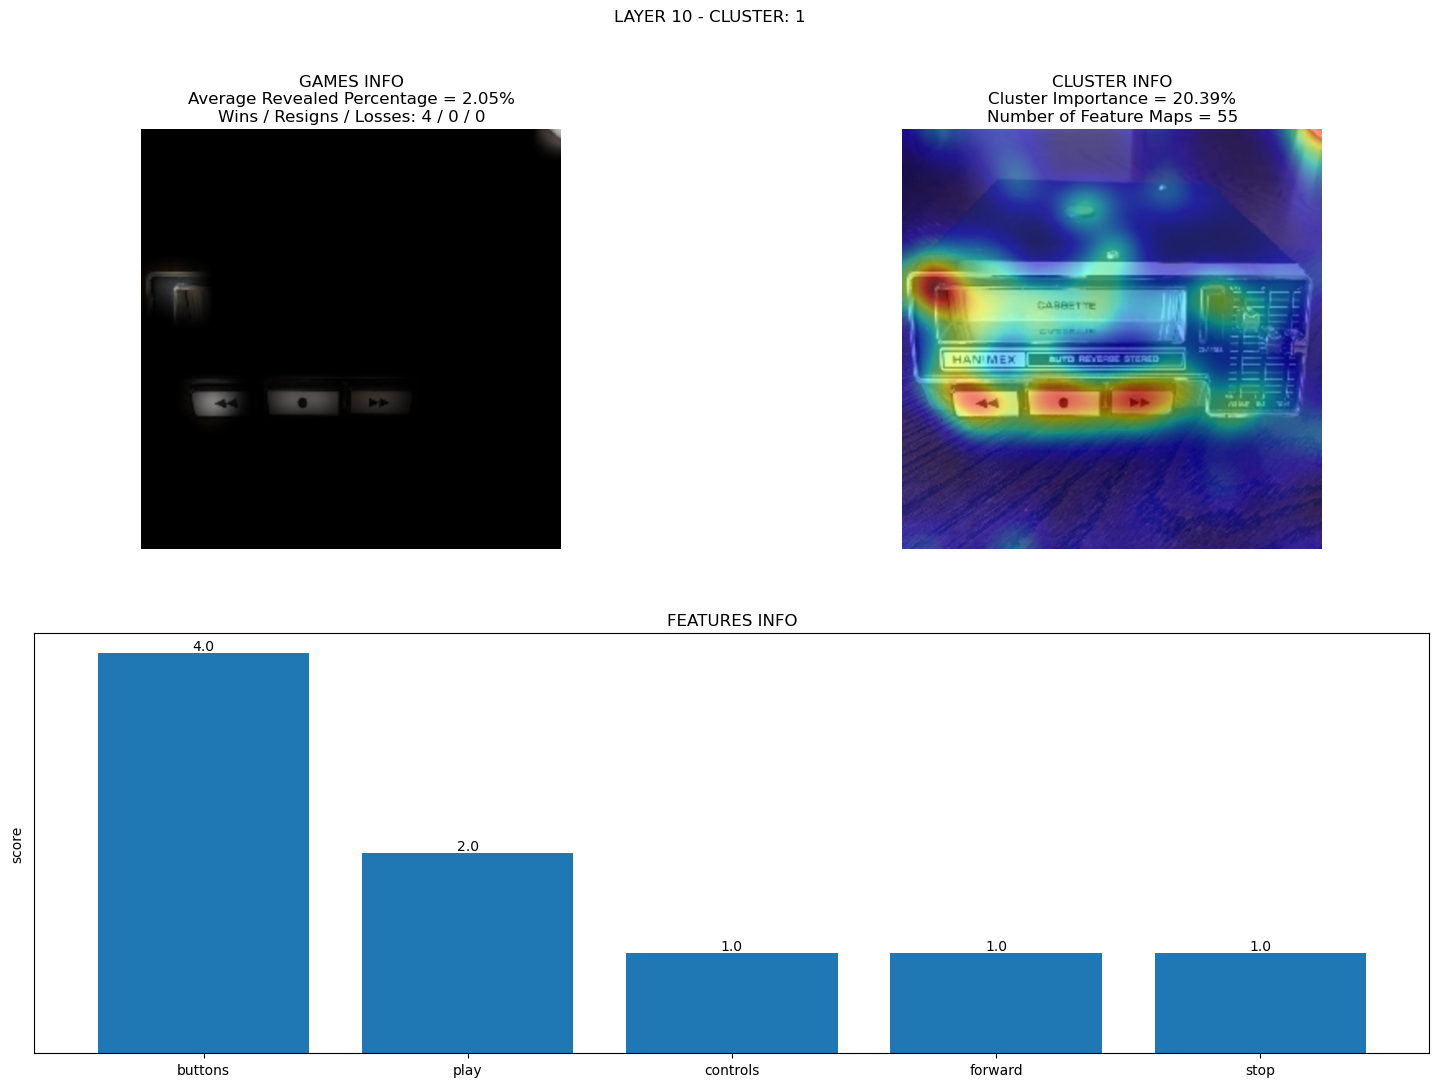 LAYER 10 - CLUSTER: 1
GAMES INFO
Average Revealed Percentage = 2.05%
Wins / Resigns / Losses: 4 / 0 / 0
CLUSTER INFO
Cluster Importance = 20.39%
Number of Feature Maps = 55
CASSETTE
HANIMEX AUTO REVERSE STEREO
FEATURES INFO
score
4.0
2.0
1.0
1.0
1.0
buttons
play
controls
forward
stop